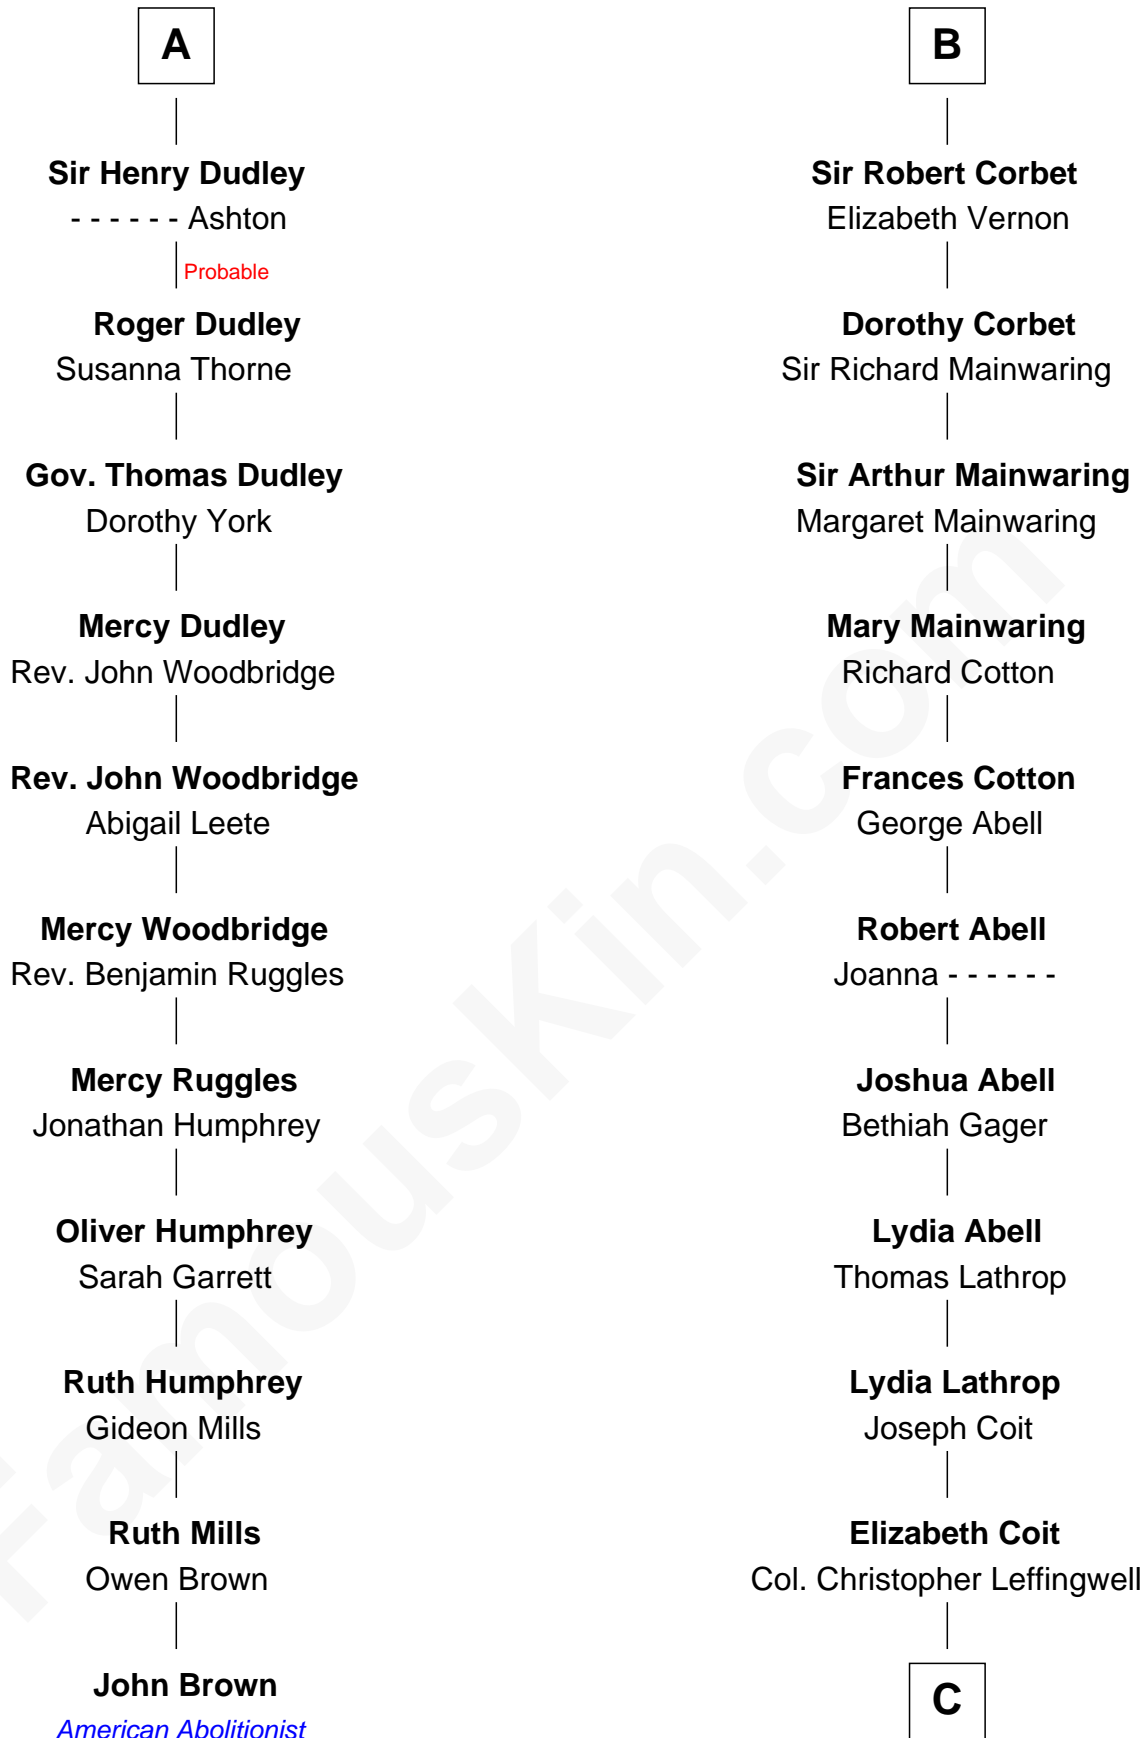 A
Sir Henry Dudley
- - - - - - Ashton
Probable
Roger Dudley
Susanna Thorne
Gov. Thomas Dudley
Dorothy York
Mercy Dudley
Rev. John Woodbridge
Rev. John Woodbridge
Abigail Leete
Mercy Woodbridge
Rev. Benjamin Ruggles
Mercy Ruggles
Jonathan Humphrey
Oliver Humphrey
Sarah Garrett
Ruth Humphrey
Gideon Mills
Ruth Mills
Owen Brown
John Brown
American Abolitionist
B
Sir Robert Corbet
Elizabeth Vernon
Dorothy Corbet
Sir Richard Mainwaring
Sir Arthur Mainwaring
Margaret Mainwaring
Mary Mainwaring
Richard Cotton
Frances Cotton
George Abell
Robert Abell
Joanna - - - - - -
Joshua Abell
Bethiah Gager
Lydia Abell
Thomas Lathrop
Lydia Lathrop
Joseph Coit
Elizabeth Coit
Col. Christopher Leffingwell
C
FamousKin.com